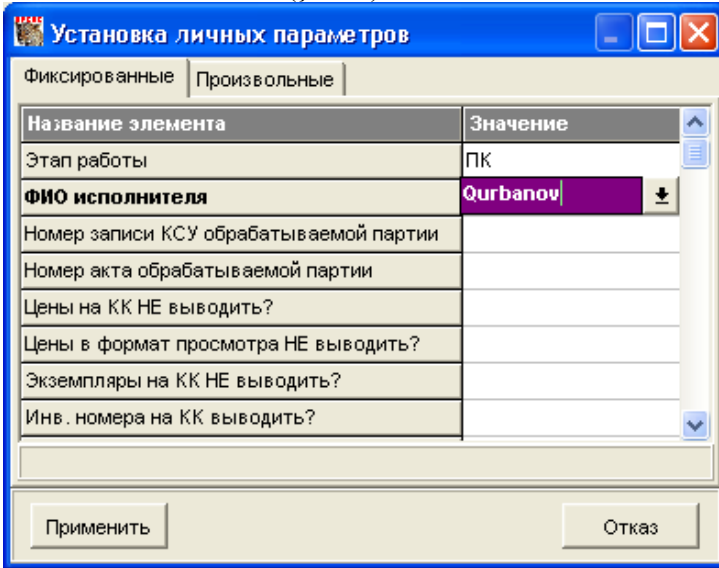 Установка личных параметров
Фиксированные Произвольные
Название элемента Значение
Этап работы ПК
ФИО исполнителя Qurbanov
Номер записи КСУ обрабатываемой партии
Номер акта обрабатываемой партии
Цены на КК НЕ выводить?
Цены в формат просмотра НЕ выводить?
Экземпляры на КК НЕ выводить?
Инв. номера на КК выводить?
Применить Отказ